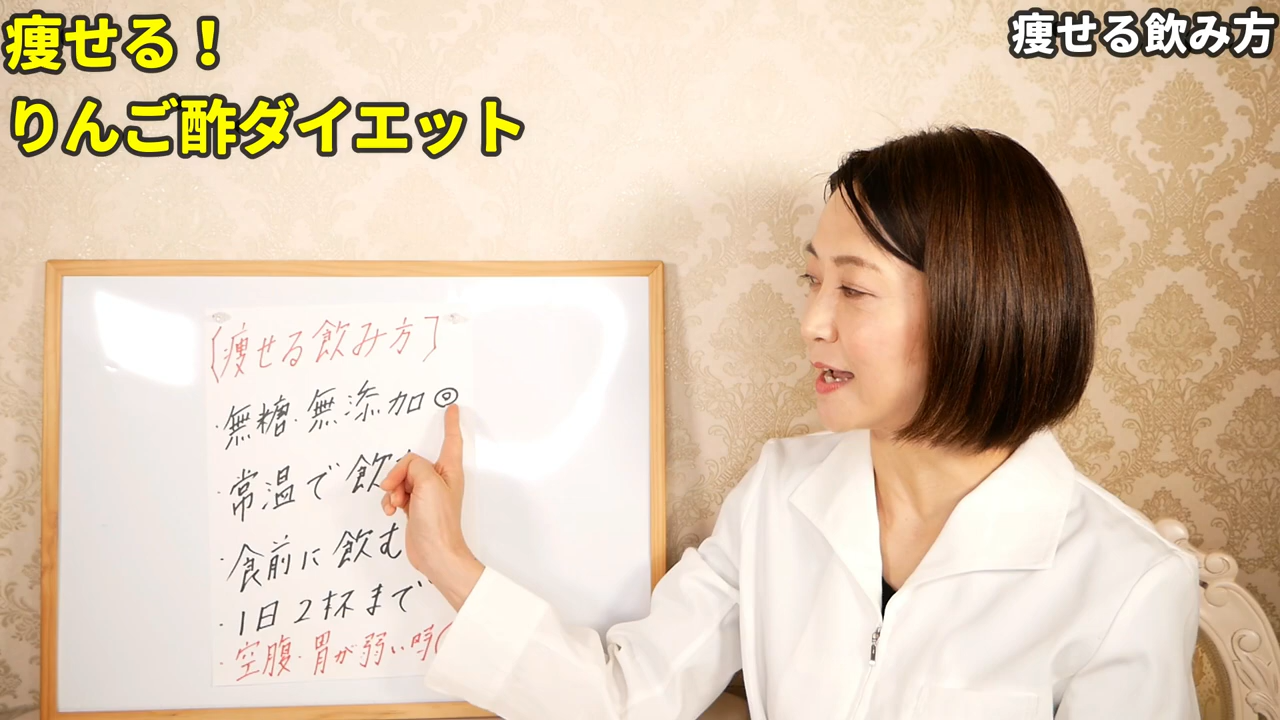 痩せる!
りんご酢ダイエット
痩せる飲み方
〔痩せる飲み方〕
・無糖・無添加◎
・常温で飲
・食前に飲む
・1日2杯まで
・空腹・胃が弱い時(